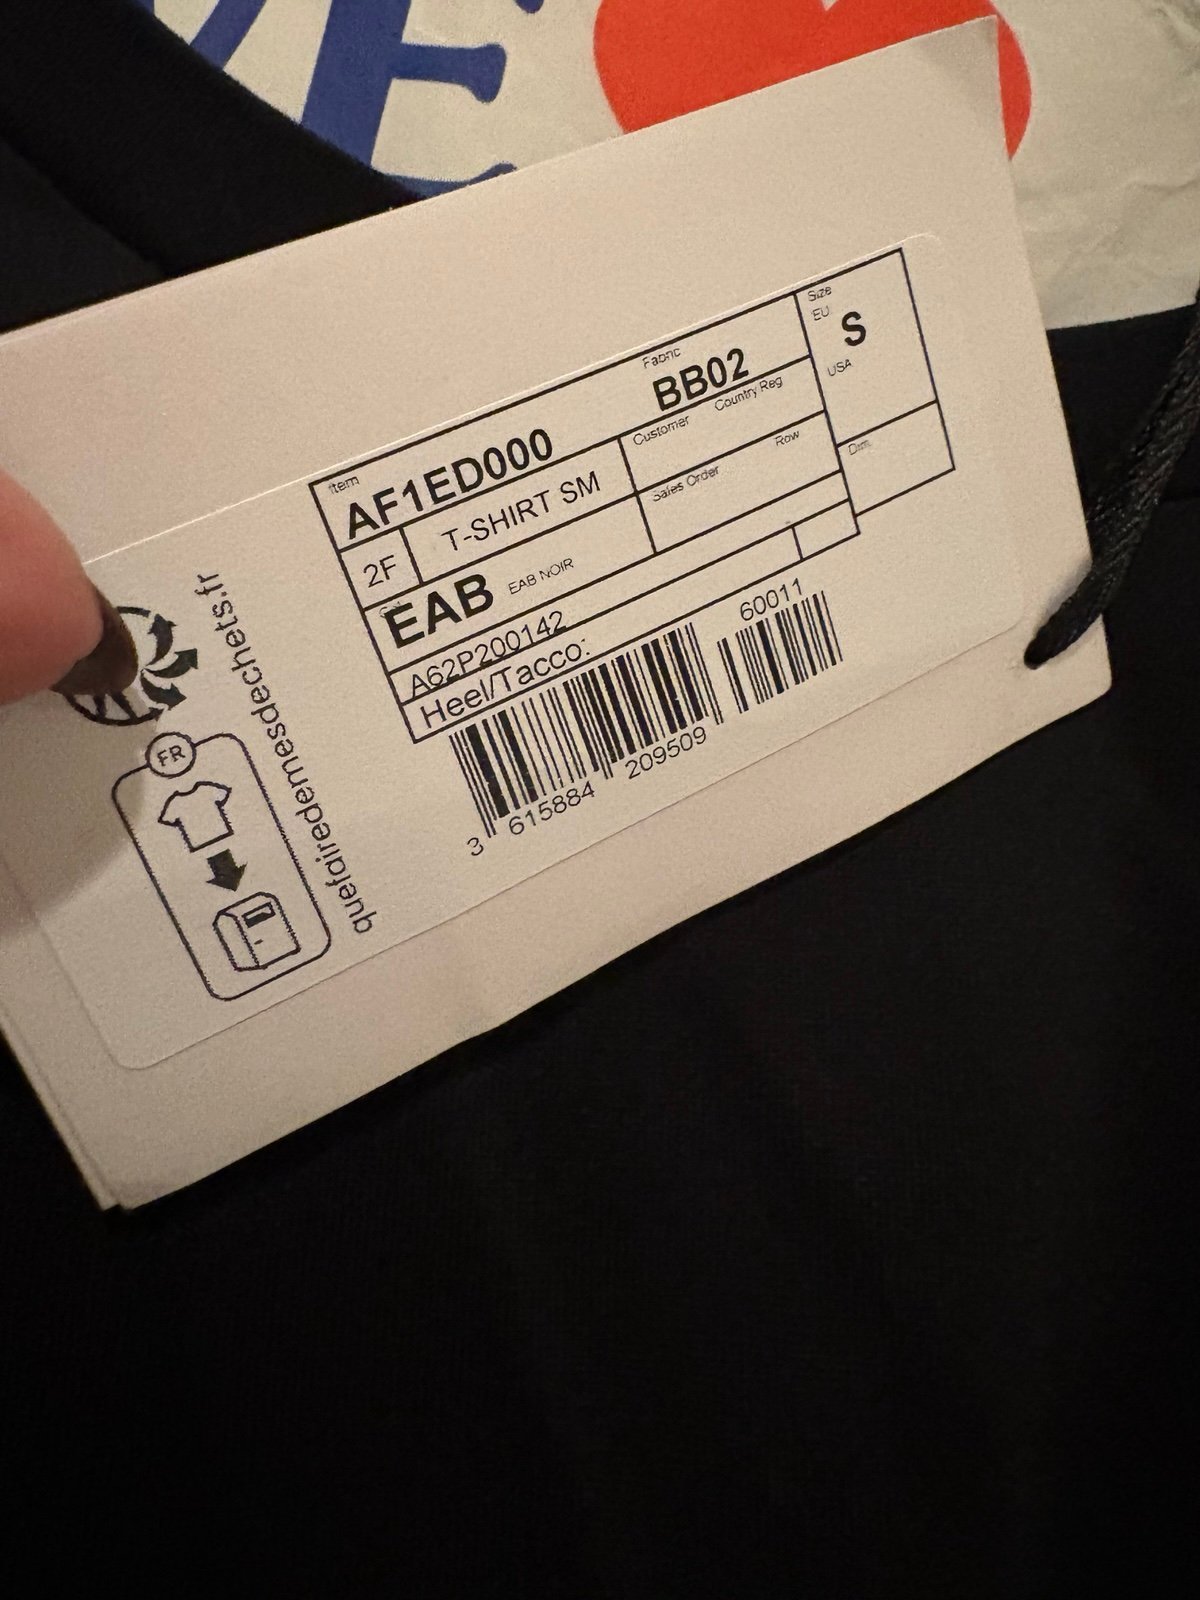 Item
AF1ED000
Fabric
BB02
Size
EU
S
USA
2F
T-SHIRT SM
Customer
Country Reg
EAB
EAB NOIR
Sales Order
Row
Dim.
A62P200142
Heel/Tacco:
60011
3 615884 209509
FR
quefairedemesdechets.fr